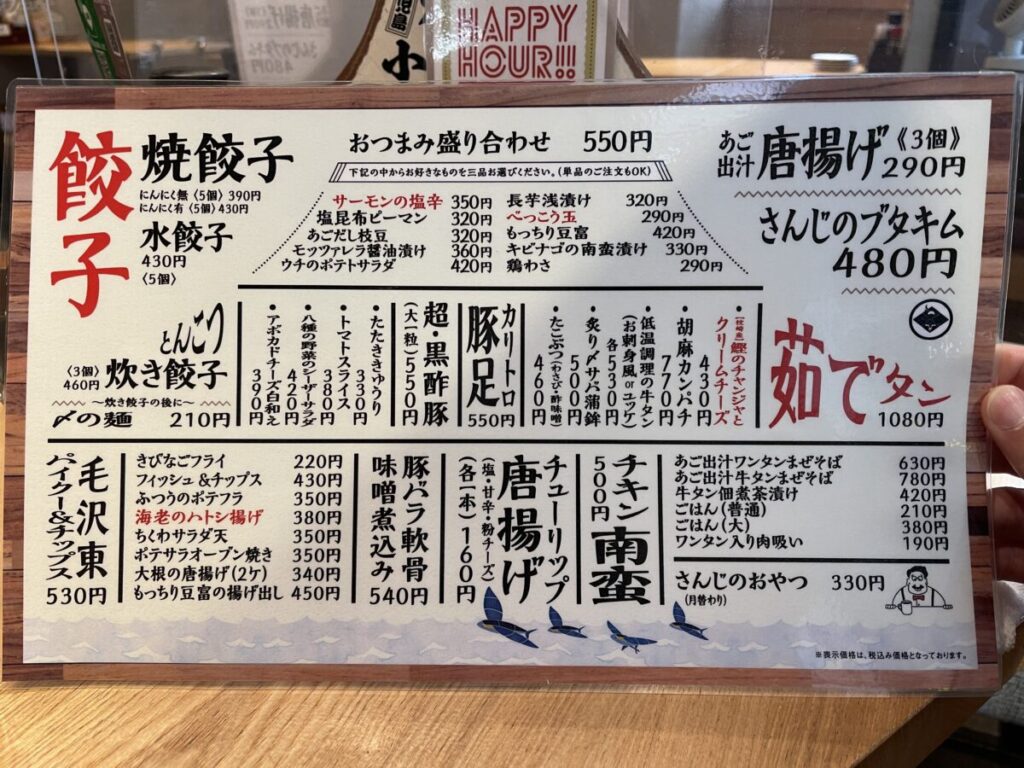 HAPPY
HOUR!!!
小
餃子
焼餃子
にんにく無〈5個〉390円
にんにく有〈5個〉430円
水餃子
430円
〈5個〉
おつまみ盛り合わせ 550円
下記の中からお好きなものを三品お選びください。(単品のご注文もOK)
サーモンの塩辛 350円
塩昆布ピーマン 320円
あごだし枝豆 320円
モッツァレラ醤油漬け 360円
ウチのポテトサラダ 420円
長芋浅漬け 320円
べっこう玉 290円
もっちり豆富 420円
キビナゴの南蛮漬け 330円
鶏わさ 290円
あご出汁 唐揚げ《3個》
290円
さんじのブタキム
480円
とんこつ
炊き餃子
〈3個〉
460円
〜炊き餃子の後に〜
〆の麺 210円
・たたききゅうり 330円
・トマトスライス 380円
・八種の野菜のシーザーサラダ 420円
・アボカドチーズ白和え 390円
超・黒酢豚
(大一粒) 550円
カリトロ
豚足
550円
・[枕崎産]鰹のチャンジャと
クリームチーズ 430円
・胡麻カンパチ 770円
・低温調理の牛タン
(お刺身風orユッケ) 各530円
・炙り〆サバ蒲鉾 500円
・たこぶつ(わさび・酢味噌) 460円
茹でタン
1080円
毛沢東
スペイクー&チップス
530円
きびなごフライ 220円
フィッシュ&チップス 430円
ふつうのポテフラ 350円
海老のハトシ揚げ 380円
ちくわサラダ天 350円
ポテサラオーブン焼き 350円
大根の唐揚げ(2ケ) 340円
もっちり豆富の揚げ出し 450円
豚バラ軟骨
味噌煮込み
540円
チューリップ
唐揚げ
(塩・甘辛・粉チーズ)
(各一本)160円
チキン南蛮
500円
あご出汁ワンタンまぜそば 630円
あご出汁牛タンまぜそば 780円
牛タン佃煮茶漬け 420円
ごはん(普通) 210円
ごはん(大) 380円
ワンタン入り肉吸い 190円
さんじのおやつ 330円
(月替わり)
※表示価格は、税込み価格となっております。